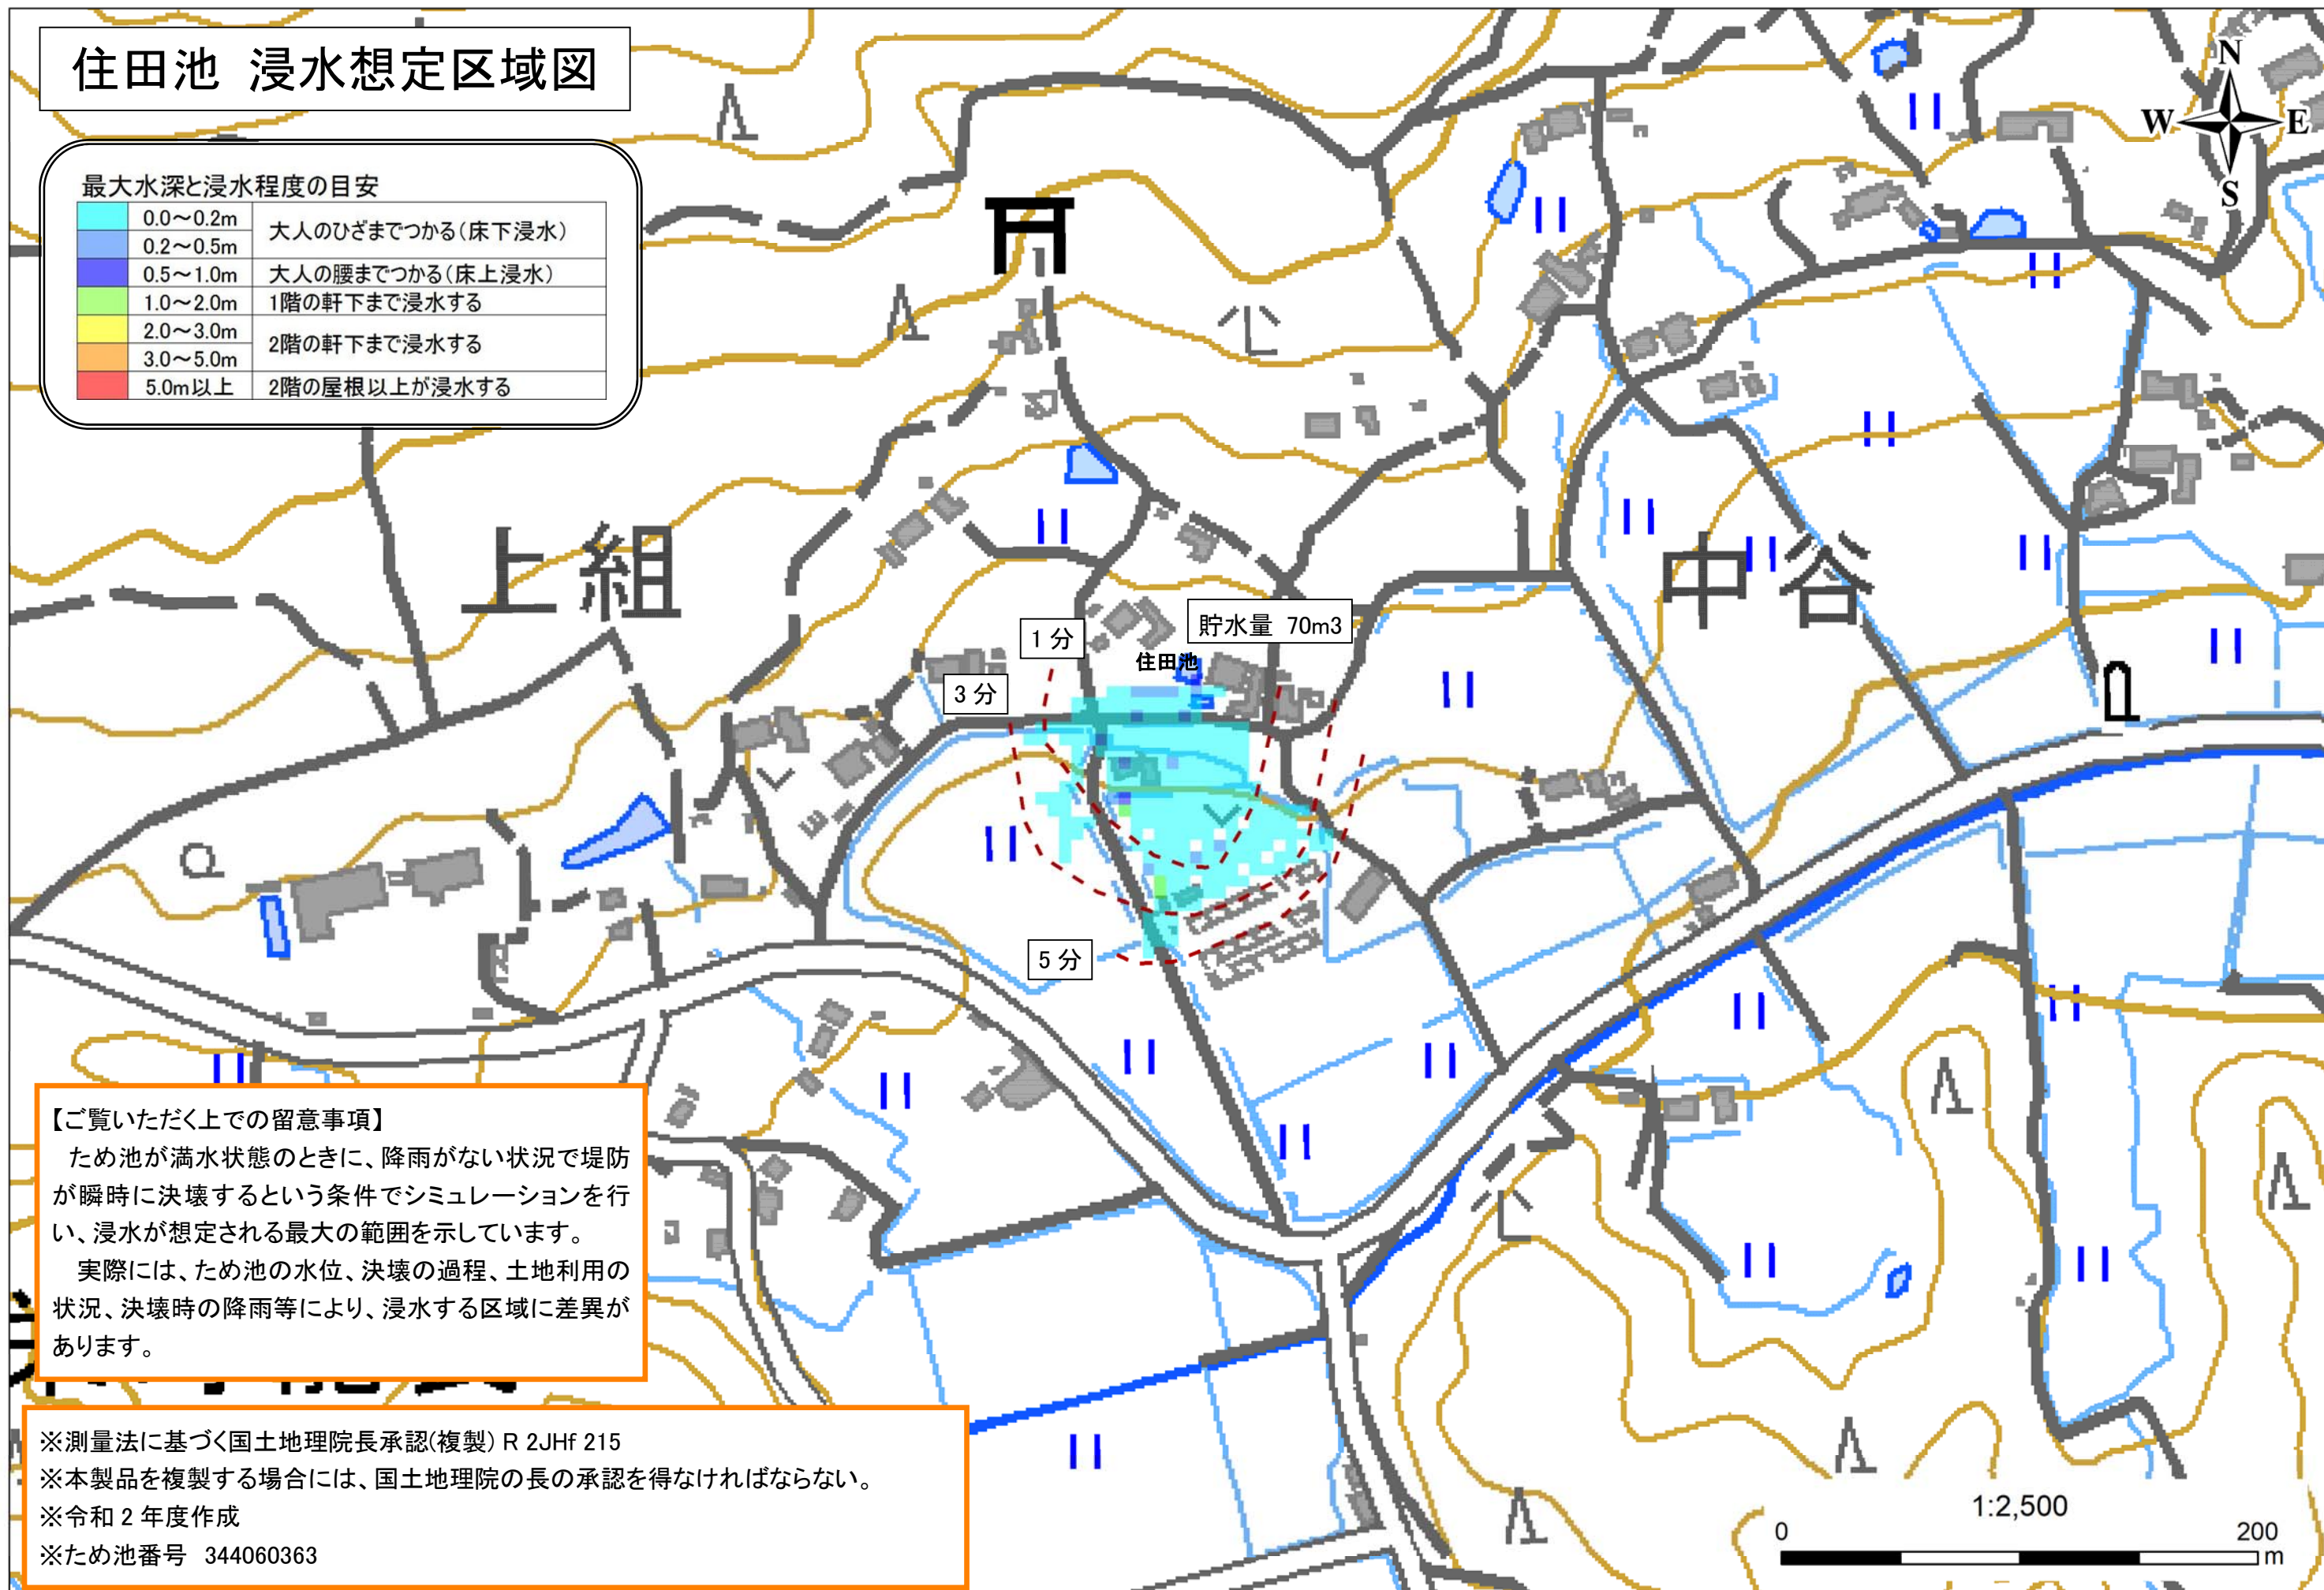 住田池 浸水想定区域図
最大水深と浸水程度の目安
0.0～0.2m
大人のひざまでつかる(床下浸水)
0.2～0.5m
0.5～1.0m 大人の腰までつかる(床上浸水)
1.0～2.0m 1階の軒下まで浸水する
2.0～3.0m
2階の軒下まで浸水する
3.0～5.0m
5.0m以上 2階の屋根以上が浸水する
N
W E
S
上組
中谷
貯水量 70m3
住田池
1 分
3 分
5 分
【ご覧いただく上での留意事項】
ため池が満水状態のときに、降雨がない状況で堤防
が瞬時に決壊するという条件でシミュレーションを行
い、浸水が想定される最大の範囲を示しています。
実際には、ため池の水位、決壊の過程、土地利用の
状況、決壊時の降雨等により、浸水する区域に差異が
あります。
※測量法に基づく国土地理院長承認(複製) R 2JHf 215
※本製品を複製する場合には、国土地理院の長の承認を得なければならない。
※令和 2 年度作成
※ため池番号 344060363
1:2,500
0 200
m